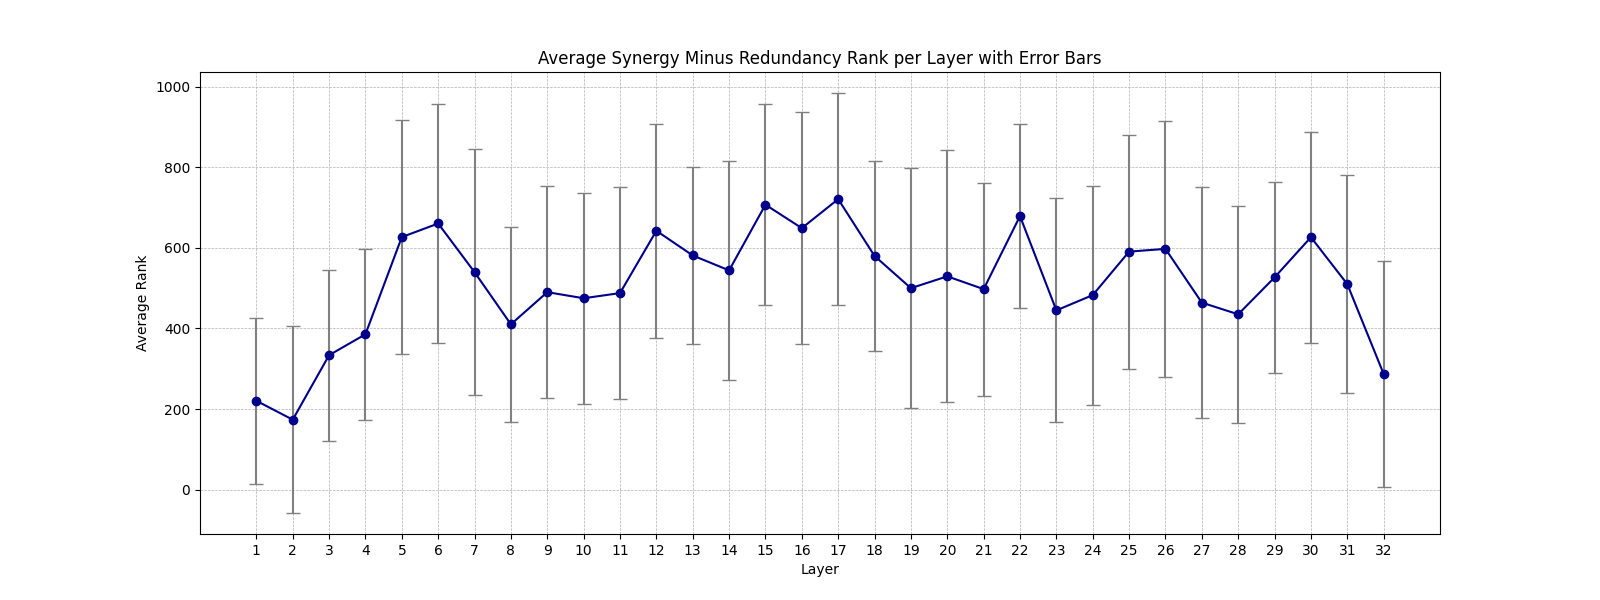 Average Synergy Minus Redundancy Rank per Layer with Error Bars
1000
800
600
400
200
0
Average Rank
1 2 3 4 5 6 7 8 9 10 11 12 13 14 15 16 17 18 19 20 21 22 23 24 25 26 27 28 29 30 31 32
Layer